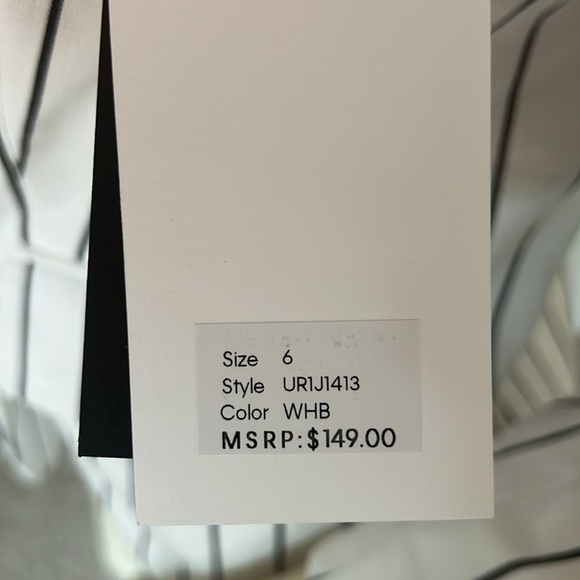 Size 6
Style UR1J1413
Color WHB
MSRP:$149.00